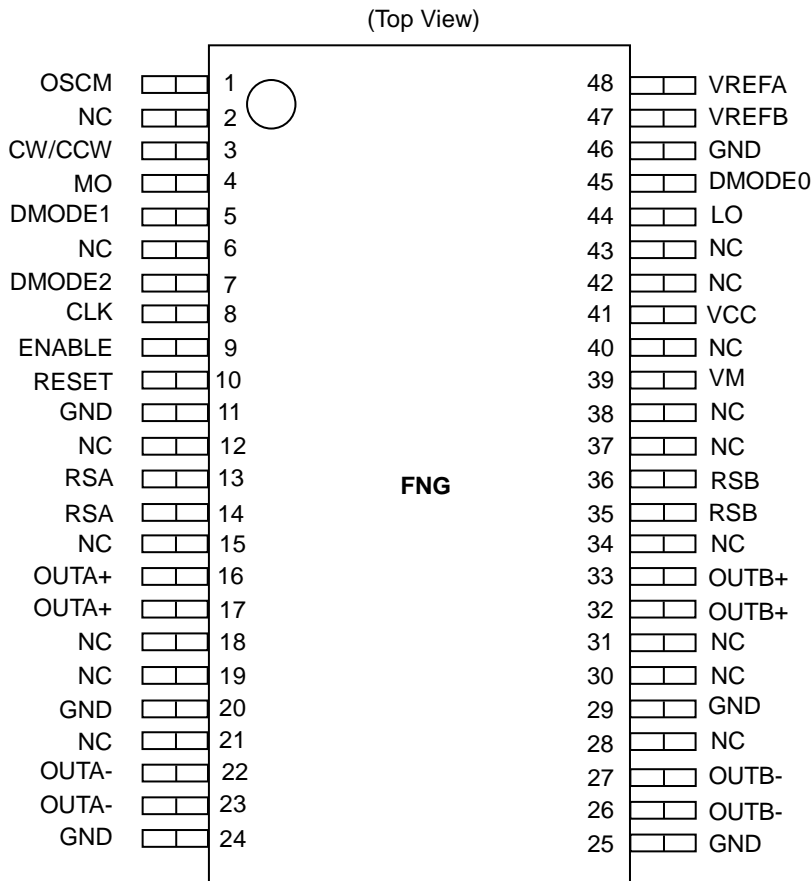 (Top View)
OSCM 1 48 VREFA
NC 2 47 VREFB
CW/CCW 3 46 GND
MO 4 45 DMODE0
DMODE1 5 44 LO
NC 6 43 NC
DMODE2 7 42 NC
CLK 8 41 VCC
ENABLE 9 40 NC
RESET 10 39 VM
GND 11 38 NC
NC 12 37 NC
RSA 13 36 RSB
FNG
RSA 14 35 RSB
NC 15 34 NC
OUTA+ 16 33 OUTB+
OUTA+ 17 32 OUTB+
NC 18 31 NC
NC 19 30 NC
GND 20 29 GND
NC 21 28 NC
OUTA- 22 27 OUTB-
OUTA- 23 26 OUTB-
GND 24 25 GND